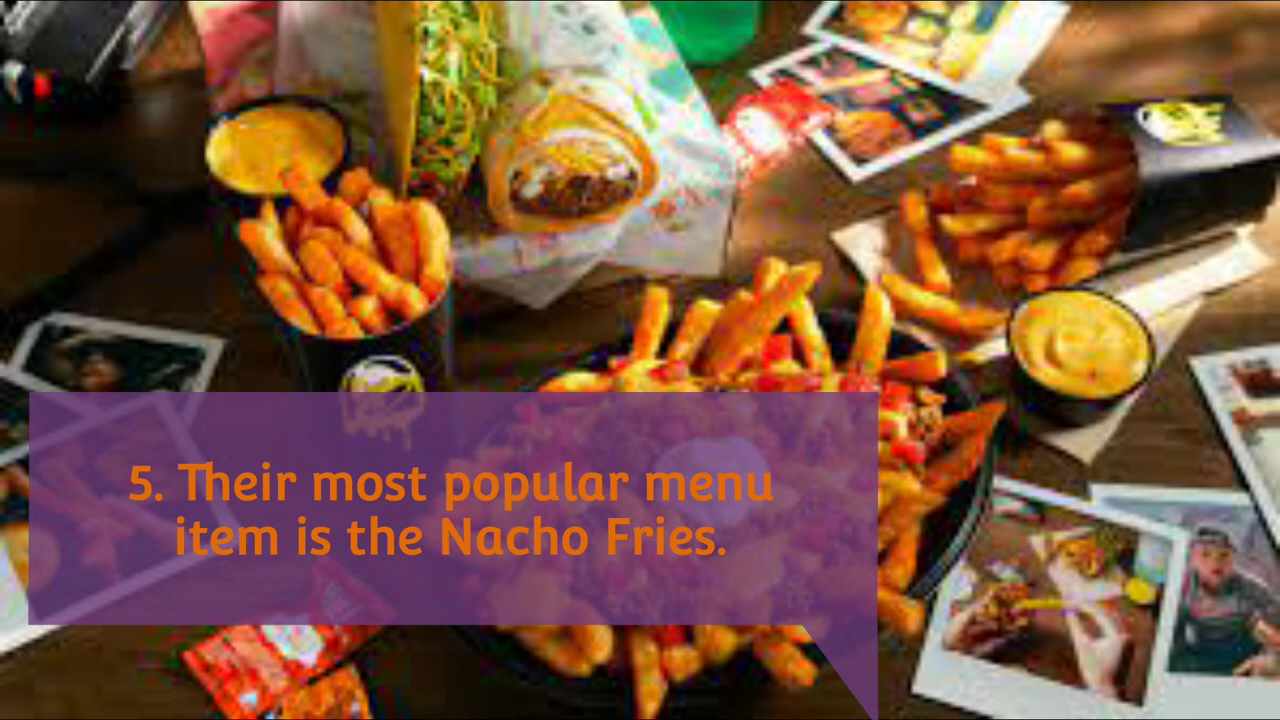 5. Their most popular menu
item is the Nacho Fries.